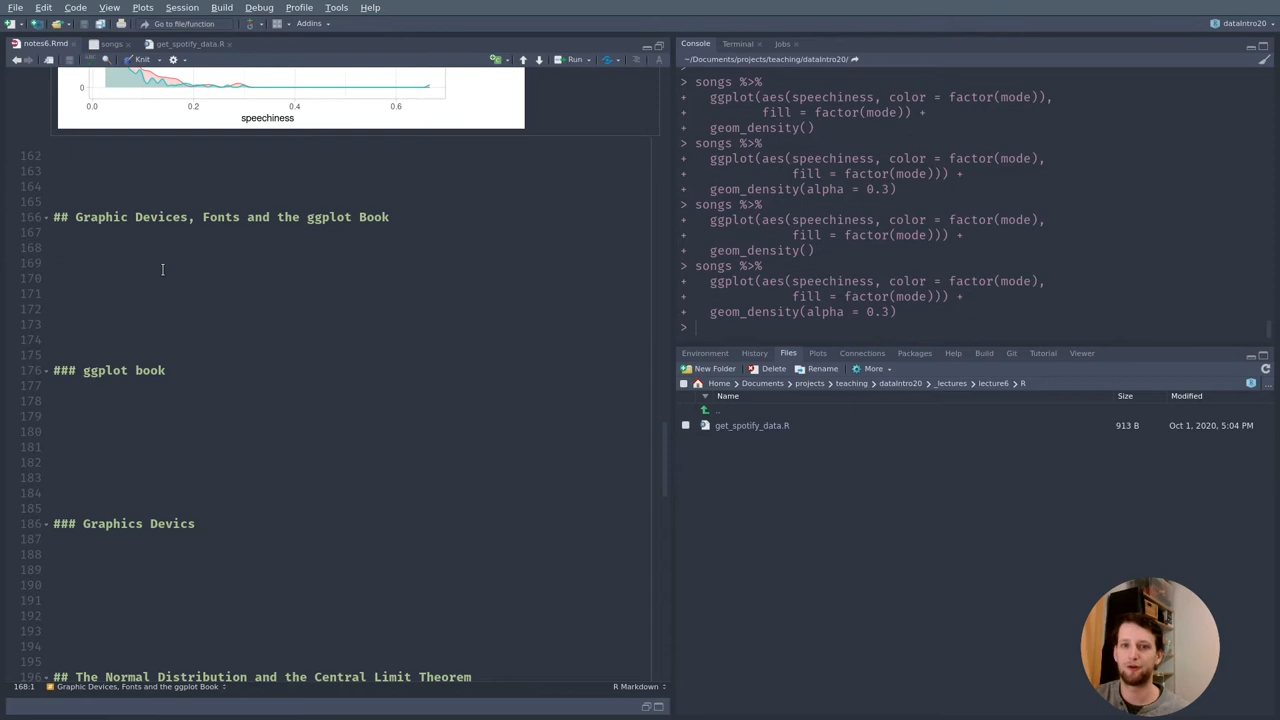 File Edit Code View Plots Session Build Debug Profile Tools Help
Go to file/function Addins dataIntro20
notes6.Rmd songs get_spotify_data.R
Knit Run
0
0.0 0.2 0.4 0.6
speechiness
162
163
164
165
166 ## Graphic Devices, Fonts and the ggplot Book
167
168
169
170
171
172
173
174
175
176 ### ggplot book
177
178
179
180
181
182
183
184
185
186 ### Graphics Devics
187
188
189
190
191
192
193
194
195
196 ## The Normal Distribution and the Central Limit Theorem
168:1 Graphic Devices, Fonts and the ggplot Book R Markdown
Console Terminal Jobs
~/Documents/projects/teaching/dataIntro20/
> songs %>%
+ ggplot(aes(speechiness, color = factor(mode)),
+ fill = factor(mode)) +
+ geom_density()
> songs %>%
+ ggplot(aes(speechiness, color = factor(mode),
+ fill = factor(mode))) +
+ geom_density(alpha = 0.3)
> songs %>%
+ ggplot(aes(speechiness, color = factor(mode),
+ fill = factor(mode))) +
+ geom_density()
> songs %>%
+ ggplot(aes(speechiness, color = factor(mode),
+ fill = factor(mode))) +
+ geom_density(alpha = 0.3)
>
Environment History Files Plots Connections Packages Help Build Git Tutorial Viewer
New Folder Delete Rename More
Home Documents projects teaching dataIntro20 _lectures lecture6 R ...
Name Size Modified
..
get_spotify_data.R 913 B Oct 1, 2020, 5:04 PM